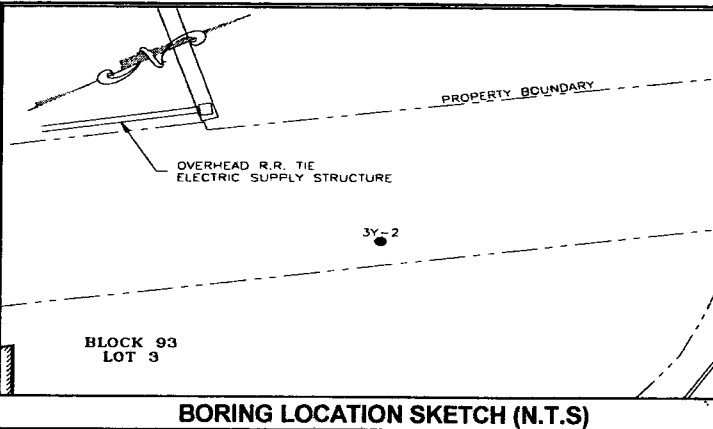 PROPERTY BOUNDARY
OVERHEAD R.R. TIE
ELECTRIC SUPPLY STRUCTURE
3Y-2
BLOCK 93
LOT 3
BORING LOCATION SKETCH (N.T.S)